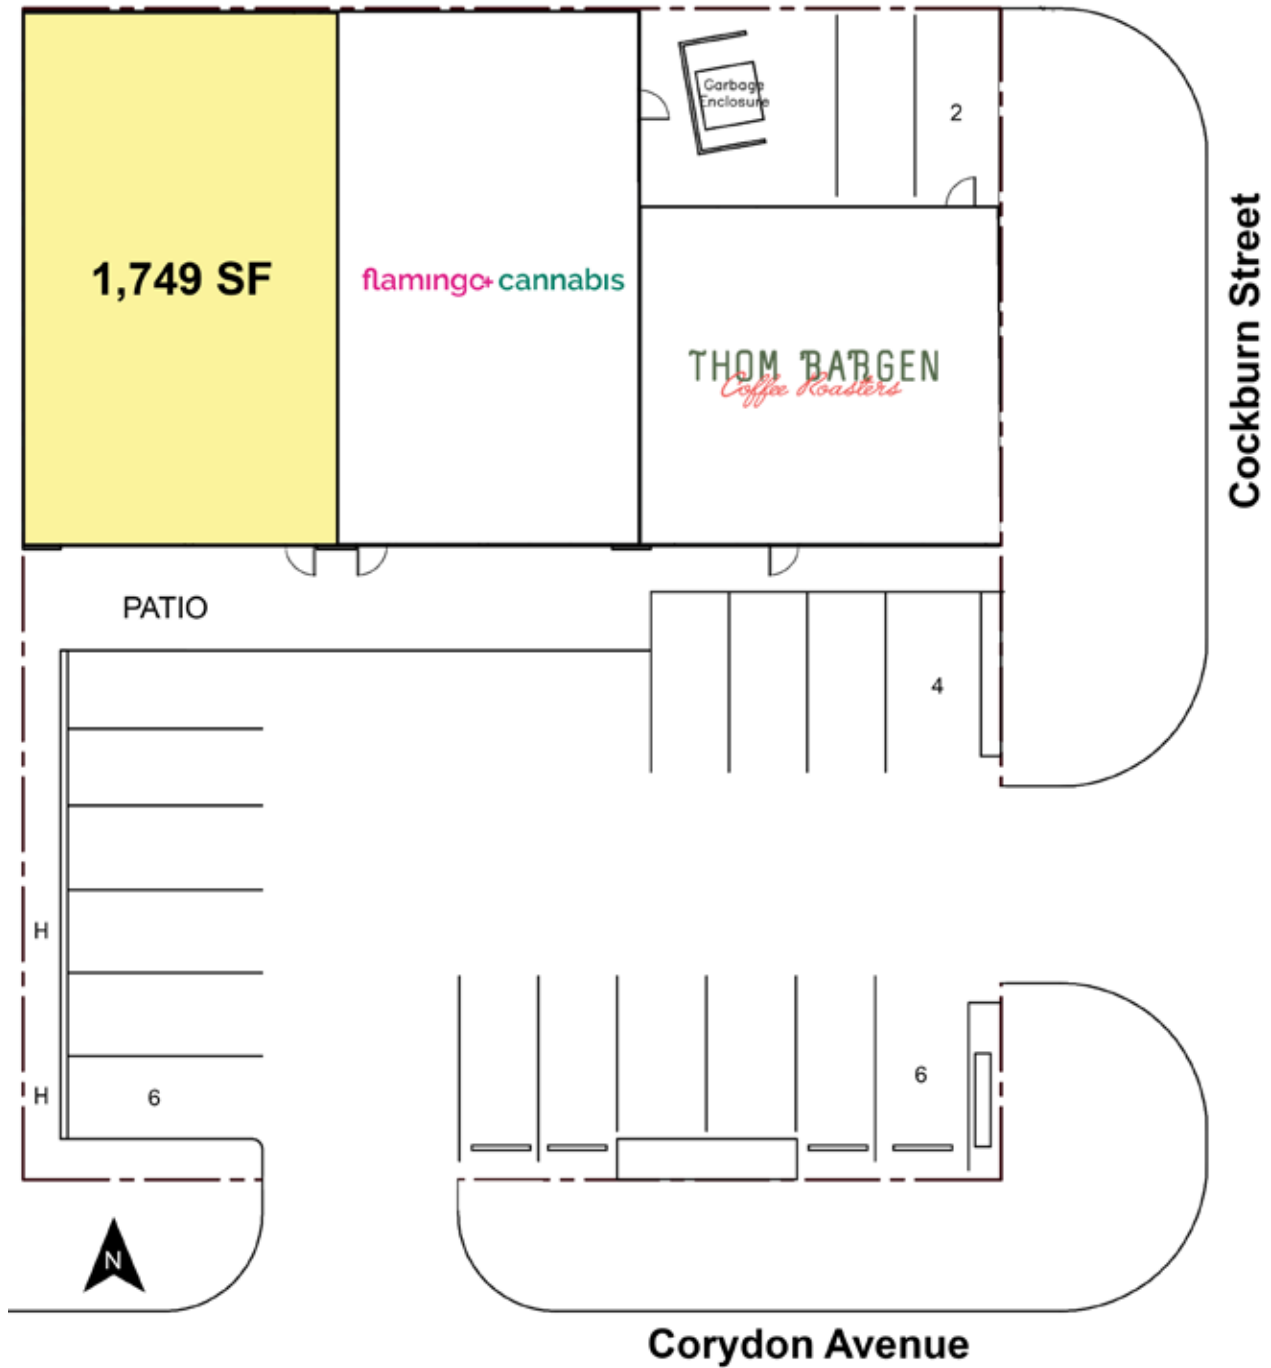 Garbage
Enclosure
2
1,749 SF
flamingo+ cannabis
THOM BARGEN
Coffee Roasters
Cockburn Street
PATIO
4
H
H
6
6
N
Corydon Avenue